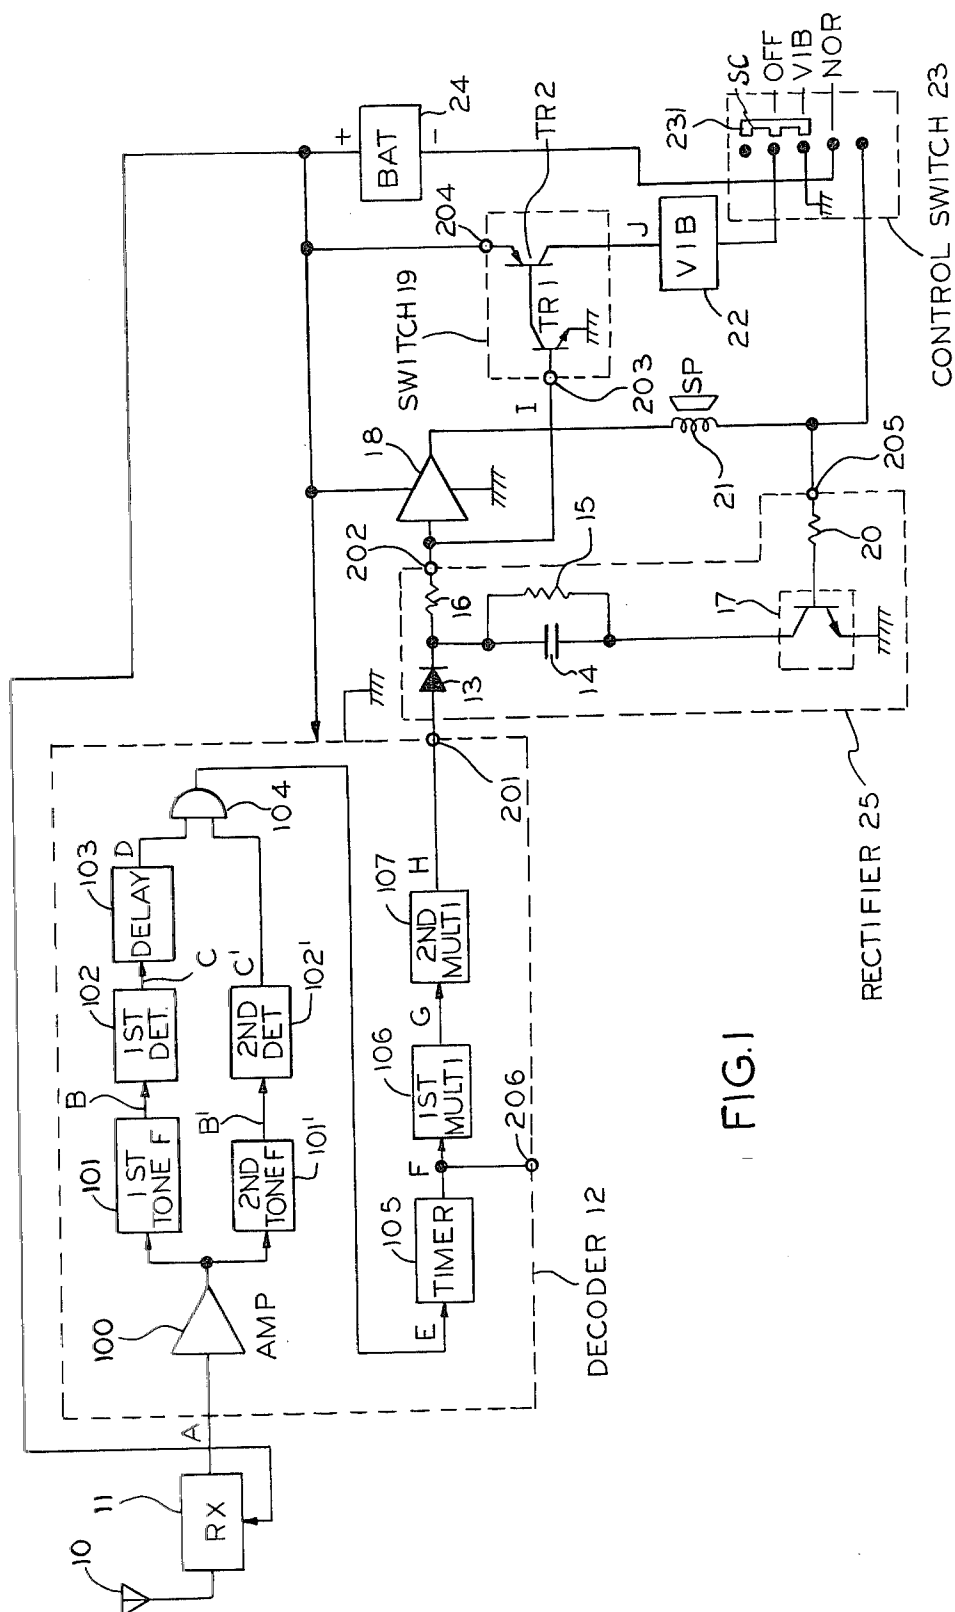 10
11
RX
A
100
AMP
101
1ST
TONE F
B
102
1ST
DET.
C
103
DELAY
D
104
2ND
TONE F
101'
B'
2ND
DET
102'
C'
E
105
TIMER
F
206
106
1ST
MULTI
G
107
2ND
MULTI
H
201
DECODER 12
13
14
15
16
202
17
20
205
RECTIFIER 25
18
I
203
SWITCH 19
TR1
TR2
204
21
SP
J
VIB
22
BAT
+
-
24
231
SC
OFF
VIB
NOR
CONTROL SWITCH 23
FIG.1